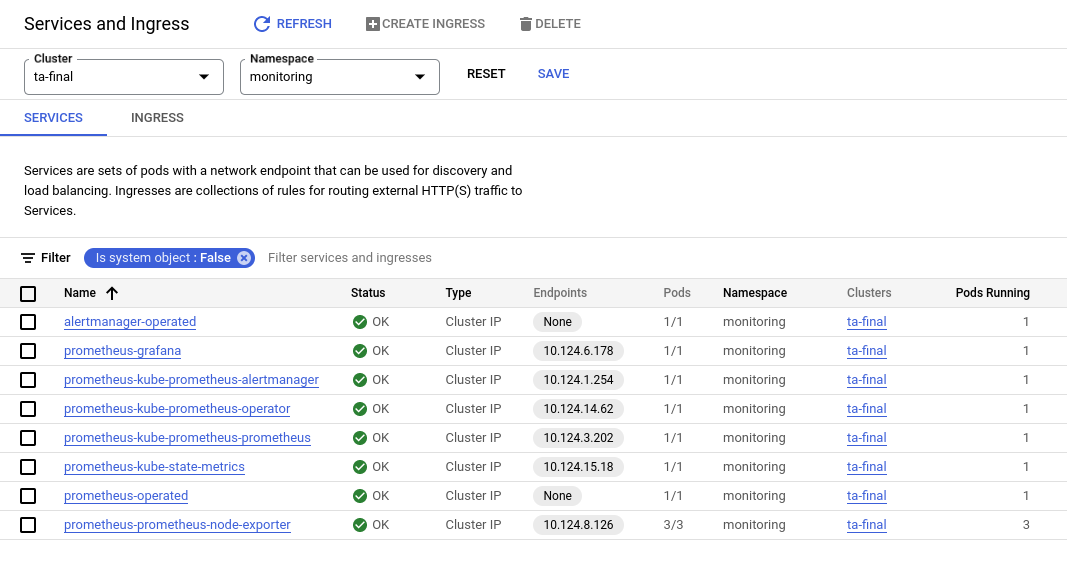 Services and Ingress REFRESH CREATE INGRESS DELETE
Cluster Namespace
ta-final monitoring RESET SAVE
SERVICES INGRESS
Services are sets of pods with a network endpoint that can be used for discovery and
load balancing. Ingresses are collections of rules for routing external HTTP(S) traffic to
Services.
Filter Is system object : False Filter services and ingresses
Name Status Type Endpoints Pods Namespace Clusters Pods Running
alertmanager-operated OK Cluster IP None 1/1 monitoring ta-final 1
prometheus-grafana OK Cluster IP 10.124.6.178 1/1 monitoring ta-final 1
prometheus-kube-prometheus-alertmanager OK Cluster IP 10.124.1.254 1/1 monitoring ta-final 1
prometheus-kube-prometheus-operator OK Cluster IP 10.124.14.62 1/1 monitoring ta-final 1
prometheus-kube-prometheus-prometheus OK Cluster IP 10.124.3.202 1/1 monitoring ta-final 1
prometheus-kube-state-metrics OK Cluster IP 10.124.15.18 1/1 monitoring ta-final 1
prometheus-operated OK Cluster IP None 1/1 monitoring ta-final 1
prometheus-prometheus-node-exporter OK Cluster IP 10.124.8.126 3/3 monitoring ta-final 3